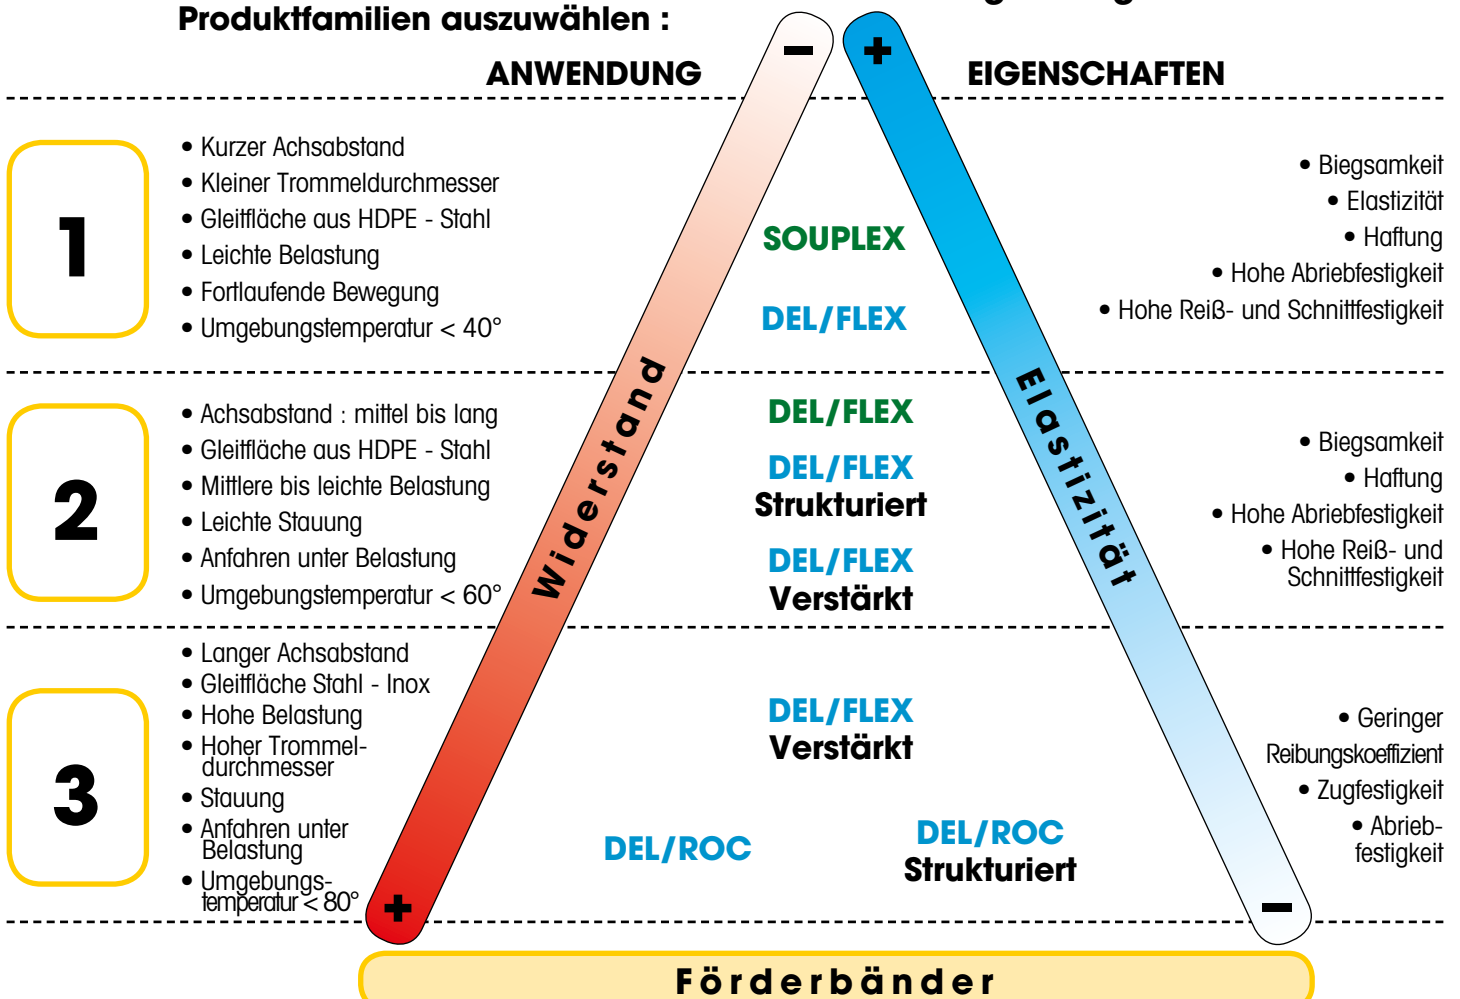 Produktfamilien auszuwählen :
ANWENDUNG
EIGENSCHAFTEN
− +
1
• Kurzer Achsabstand
• Kleiner Trommeldurchmesser
• Gleitfläche aus HDPE - Stahl
• Leichte Belastung
• Fortlaufende Bewegung
• Umgebungstemperatur < 40°
SOUPLEX
DEL/FLEX
• Biegsamkeit
• Elastizität
• Haftung
• Hohe Abriebfestigkeit
• Hohe Reiß- und Schnittfestigkeit
Widerstand
Elastizität
2
• Achsabstand : mittel bis lang
• Gleitfläche aus HDPE - Stahl
• Mittlere bis leichte Belastung
• Leichte Stauung
• Anfahren unter Belastung
• Umgebungstemperatur < 60°
DEL/FLEX
DEL/FLEX
Strukturiert
DEL/FLEX
Verstärkt
• Biegsamkeit
• Haftung
• Hohe Abriebfestigkeit
• Hohe Reiß- und
Schnittfestigkeit
3
• Langer Achsabstand
• Gleitfläche Stahl - Inox
• Hohe Belastung
• Hoher Trommel-
durchmesser
• Stauung
• Anfahren unter
Belastung
• Umgebungs-
temperatur < 80°
DEL/FLEX
Verstärkt
DEL/ROC
DEL/ROC
Strukturiert
• Geringer
Reibungskoeffizient
• Zugfestigkeit
• Abrieb-
festigkeit
+ −
Förderbänder